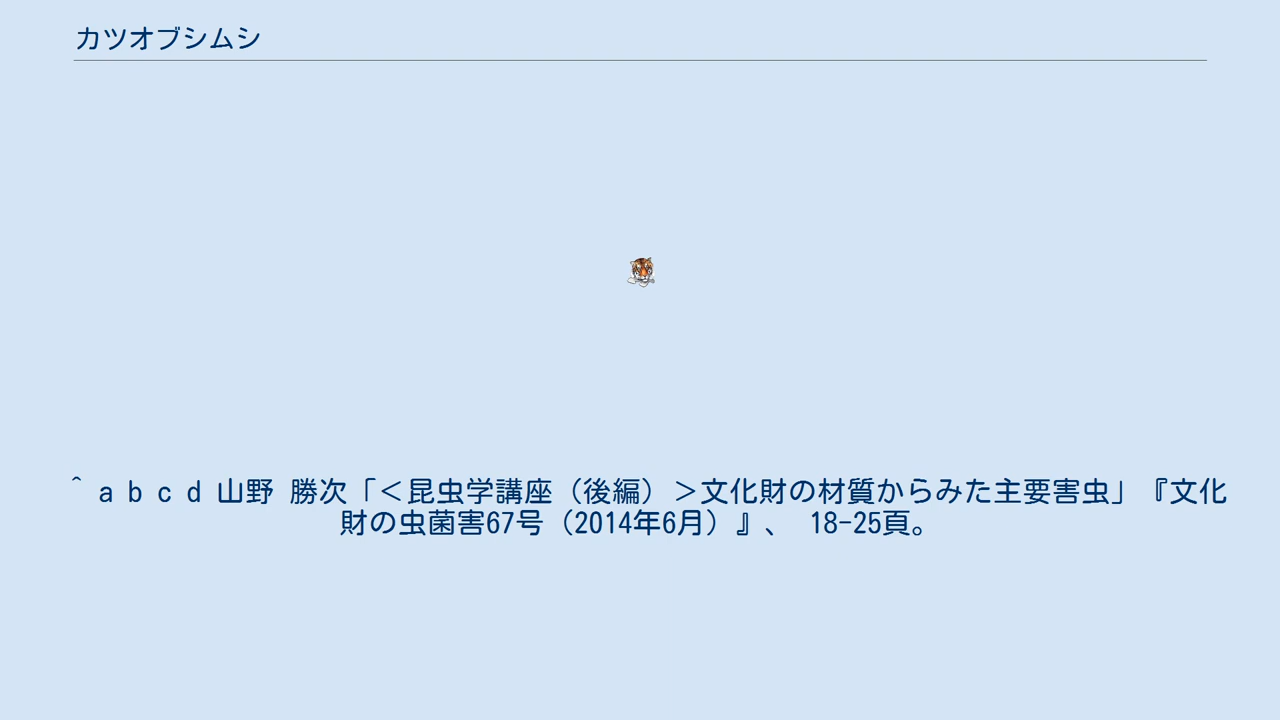 カツオブシムシ
^ a b c d 山野 勝次「＜昆虫学講座（後編）＞文化財の材質からみた主要害虫」『文化
財の虫菌害67号（2014年6月）』、 18-25頁。